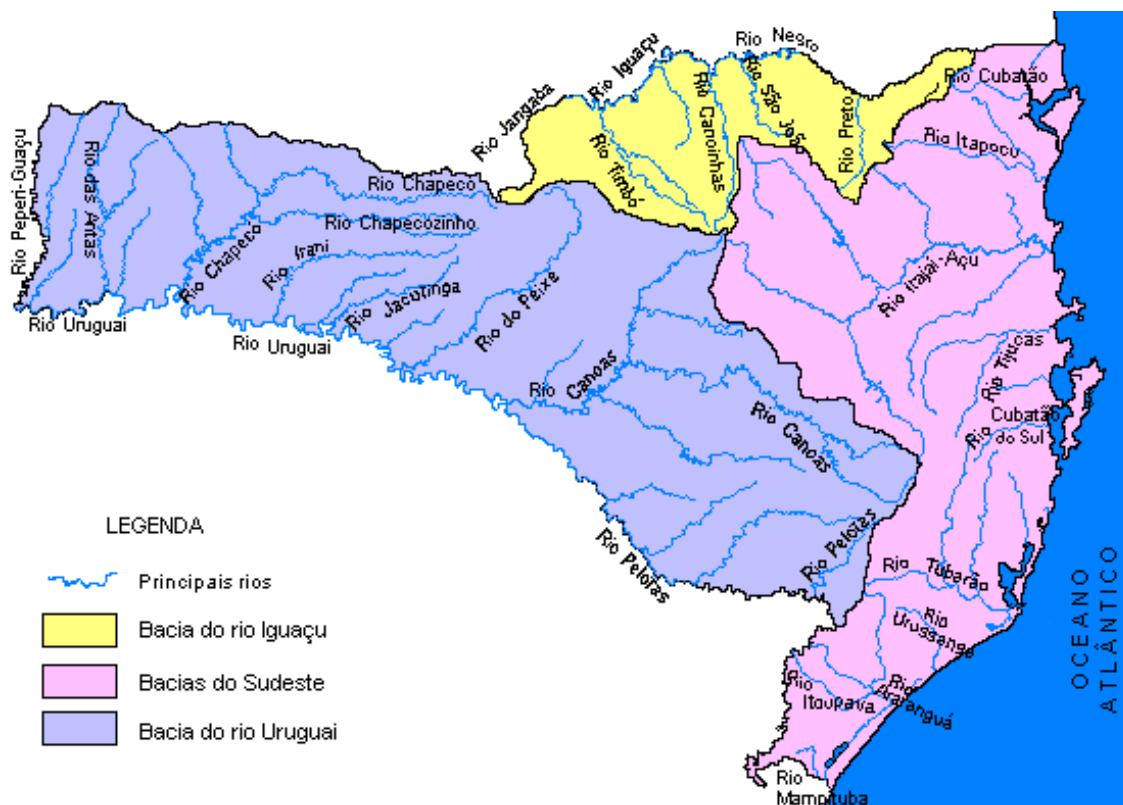 Rio Negro
Rio Iguaçu
Rio Jangada
Rio Cubatão
Rio São João
Rio Canoinhas
Rio Preto
Rio Itapocu
Rio Timbó
Rio Peperi-Guaçu
Rio das Antas
Rio Chapeco
Rio Chapecozinho
Rio Chapecó
Rio Irani
Rio Jacutinga
Rio do Peixe
Rio Itajái-Açu
Rio Uruguai
Rio Uruguai
Rio Tijucas
Rio Canoas
Rio Canoas
Rio Cubatão
do Sul
Rio Pelotas
Rio Pelotas
Rio Tubarão
Rio
Urussanga
Rio
Itoupava
Rio
Araranguá
Rio
Mampituba
OCEANO
ATLÂNTICO
LEGENDA
Principais rios
Bacia do rio Iguaçu
Bacias do Sudeste
Bacia do rio Uruguai